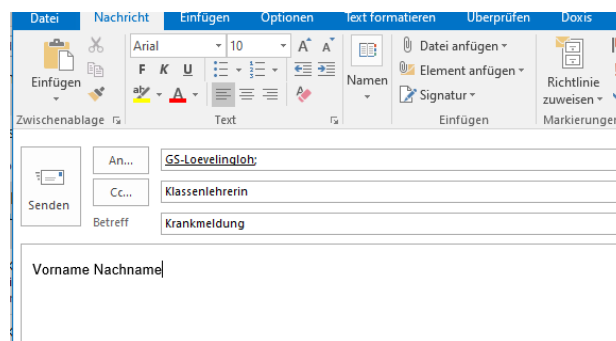 Datei Nachricht Einfügen Optionen Text formatieren Überprüfen Doxis
Arial 10 A A Datei anfügen
Einfügen F K U Namen Element anfügen Richtlinie zuweisen
ab A Signatur
Zwischenablage Text Einfügen Markierungen
An... GS-Loevelingloh;
Senden Cc... Klassenlehrerin
Betreff Krankmeldung
Vorname Nachname